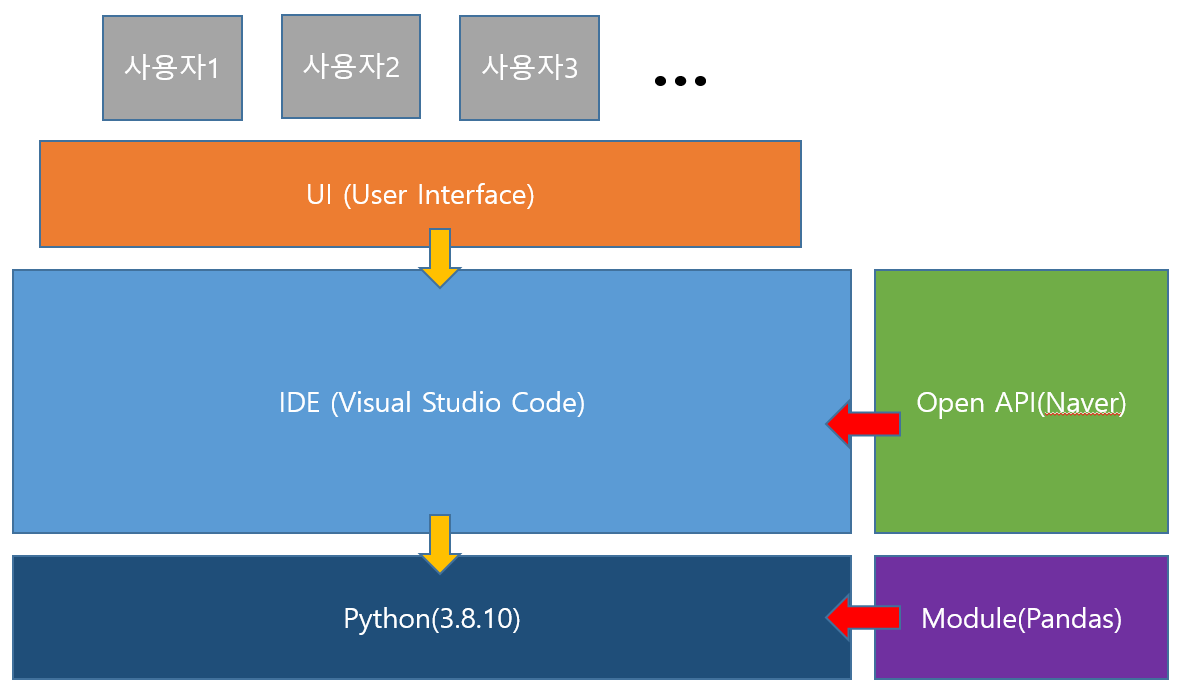 사용자1
사용자2
사용자3
...
UI (User Interface)
IDE (Visual Studio Code)
Open API(Naver)
Python(3.8.10)
Module(Pandas)